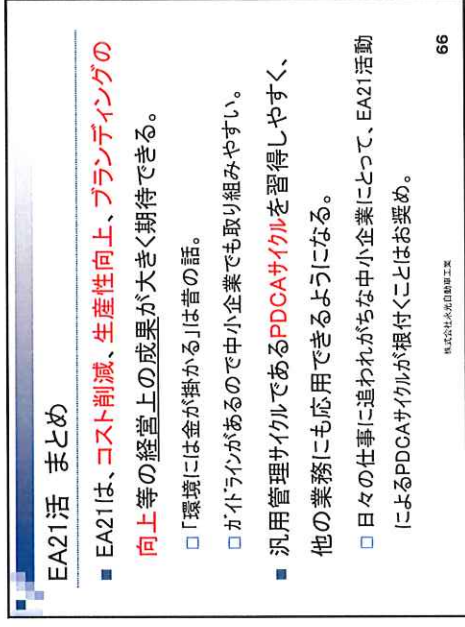 EA21活 まとめ
■ EA21は、コスト削減、生産性向上、ブランディングの
向上等の経営上の成果が大きく期待できる。
□ 「環境には金が掛かる」は昔の話。
□ ガイドラインがあるので中小企業でも取り組みやすい。
■ 汎用管理サイクルであるPDCAサイクルを習得しやすく、
他の業務にも応用できるようになる。
□ 日々の仕事に追われがちな中小企業にとって、EA21活動
によるPDCAサイクルが根付くことはお奨め。
株式会社永光自動車工業
66